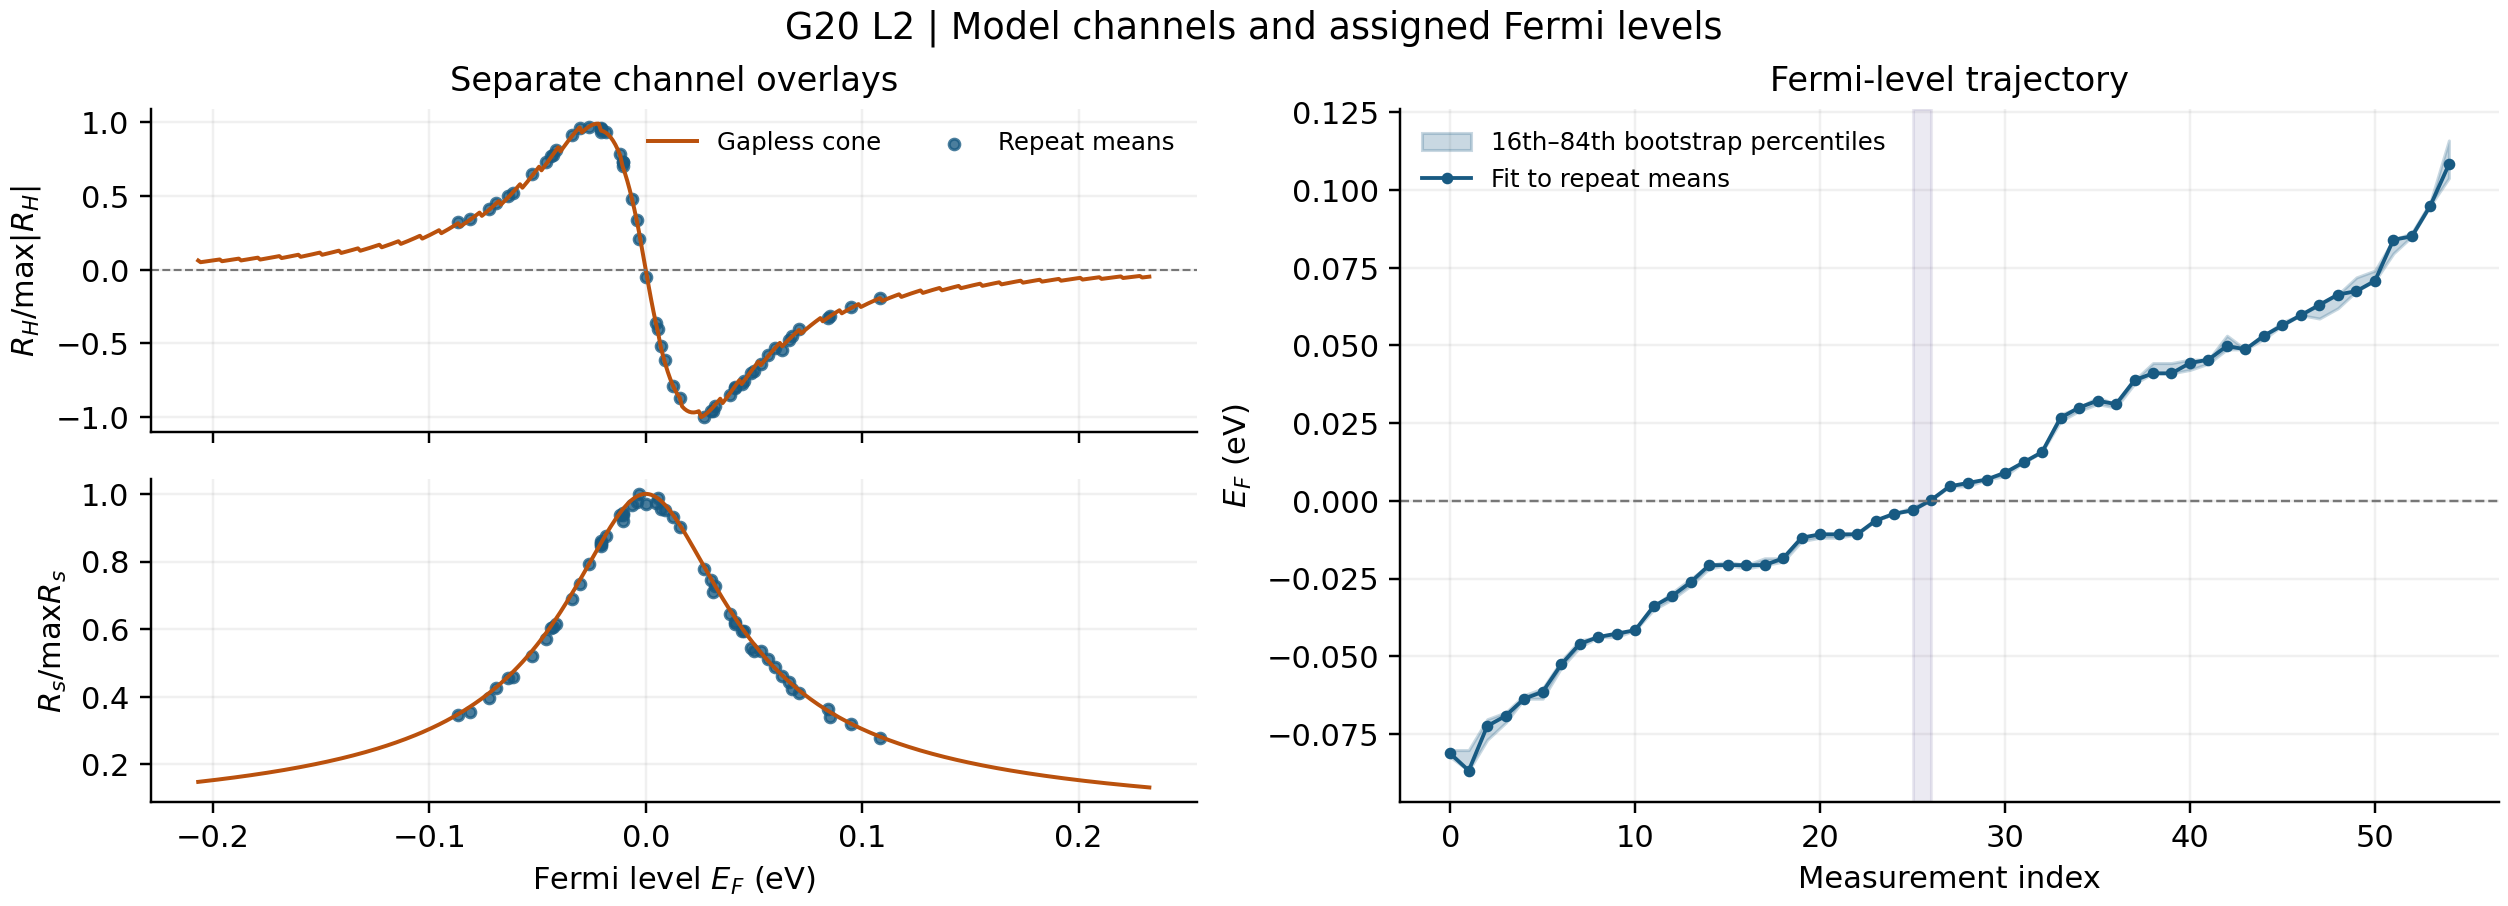 G20 L2 | Model channels and assigned Fermi levels
Separate channel overlays
R_H/max|R_H|
1.0
0.5
0.0
−0.5
−1.0
Gapless cone
Repeat means
R_s/maxR_s
1.0
0.8
0.6
0.4
0.2
−0.2
−0.1
0.0
0.1
0.2
Fermi level E_F (eV)
Fermi-level trajectory
E_F (eV)
0.125
0.100
0.075
0.050
0.025
0.000
−0.025
−0.050
−0.075
16th–84th bootstrap percentiles
Fit to repeat means
0
10
20
30
40
50
Measurement index